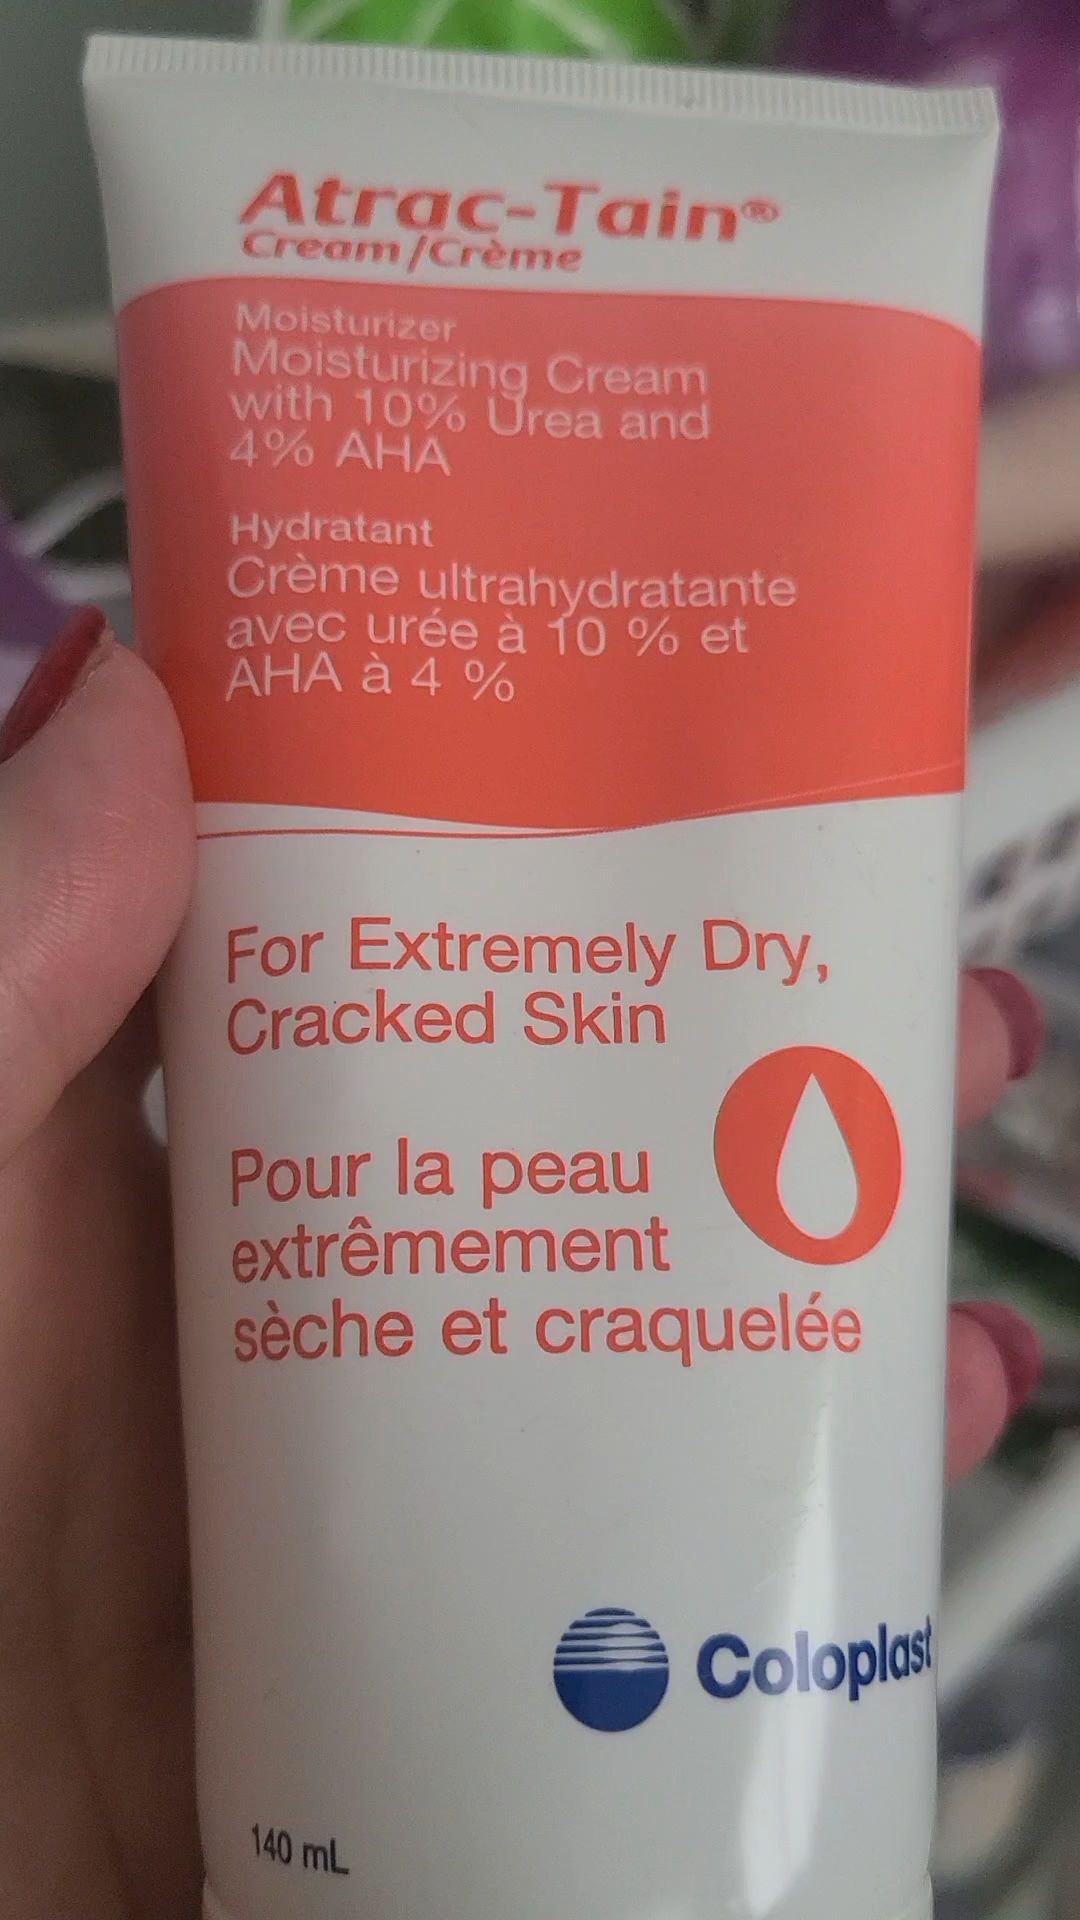 Atrac-Tain®
Cream/Crème
Moisturizer
Moisturizing Cream
with 10% Urea and
4% AHA
Hydratant
Crème ultrahydratante
avec urée à 10 % et
AHA à 4 %
For Extremely Dry,
Cracked Skin
Pour la peau
extrêmement
sèche et craquelée
Coloplast
140 mL